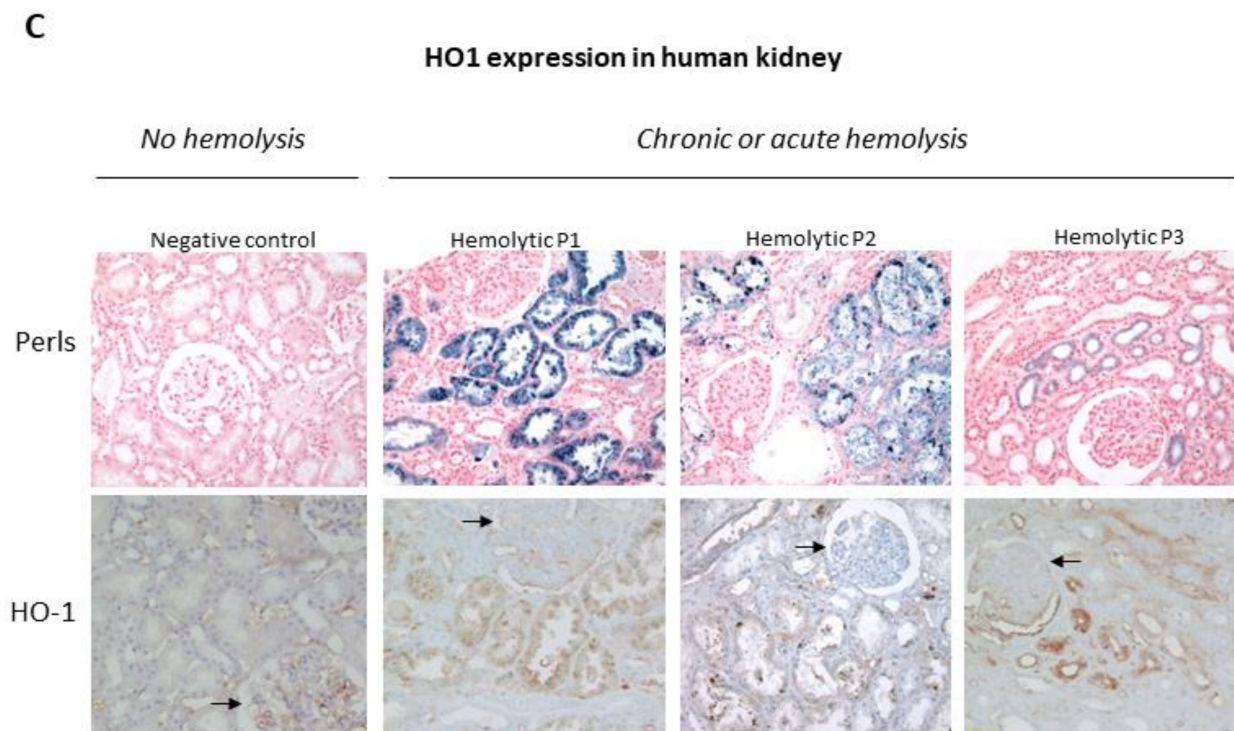 C
HO1 expression in human kidney
No hemolysis
Chronic or acute hemolysis
Negative control
Hemolytic P1
Hemolytic P2
Hemolytic P3
Perls
HO-1